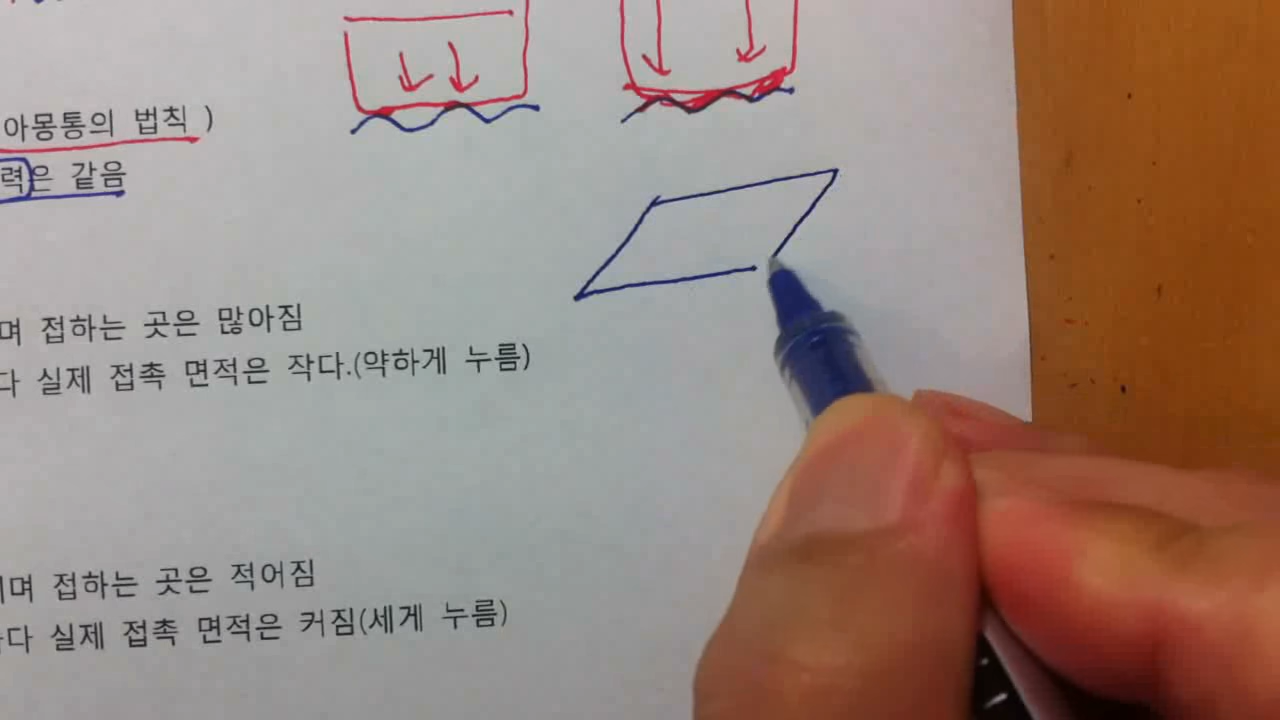 아몽통의 법칙 )
력은 같음
며 접하는 곳은 많아짐
다 실제 접촉 면적은 작다.(약하게 누름)
며 접하는 곳은 적어짐
다 실제 접촉 면적은 커짐(세게 누름)